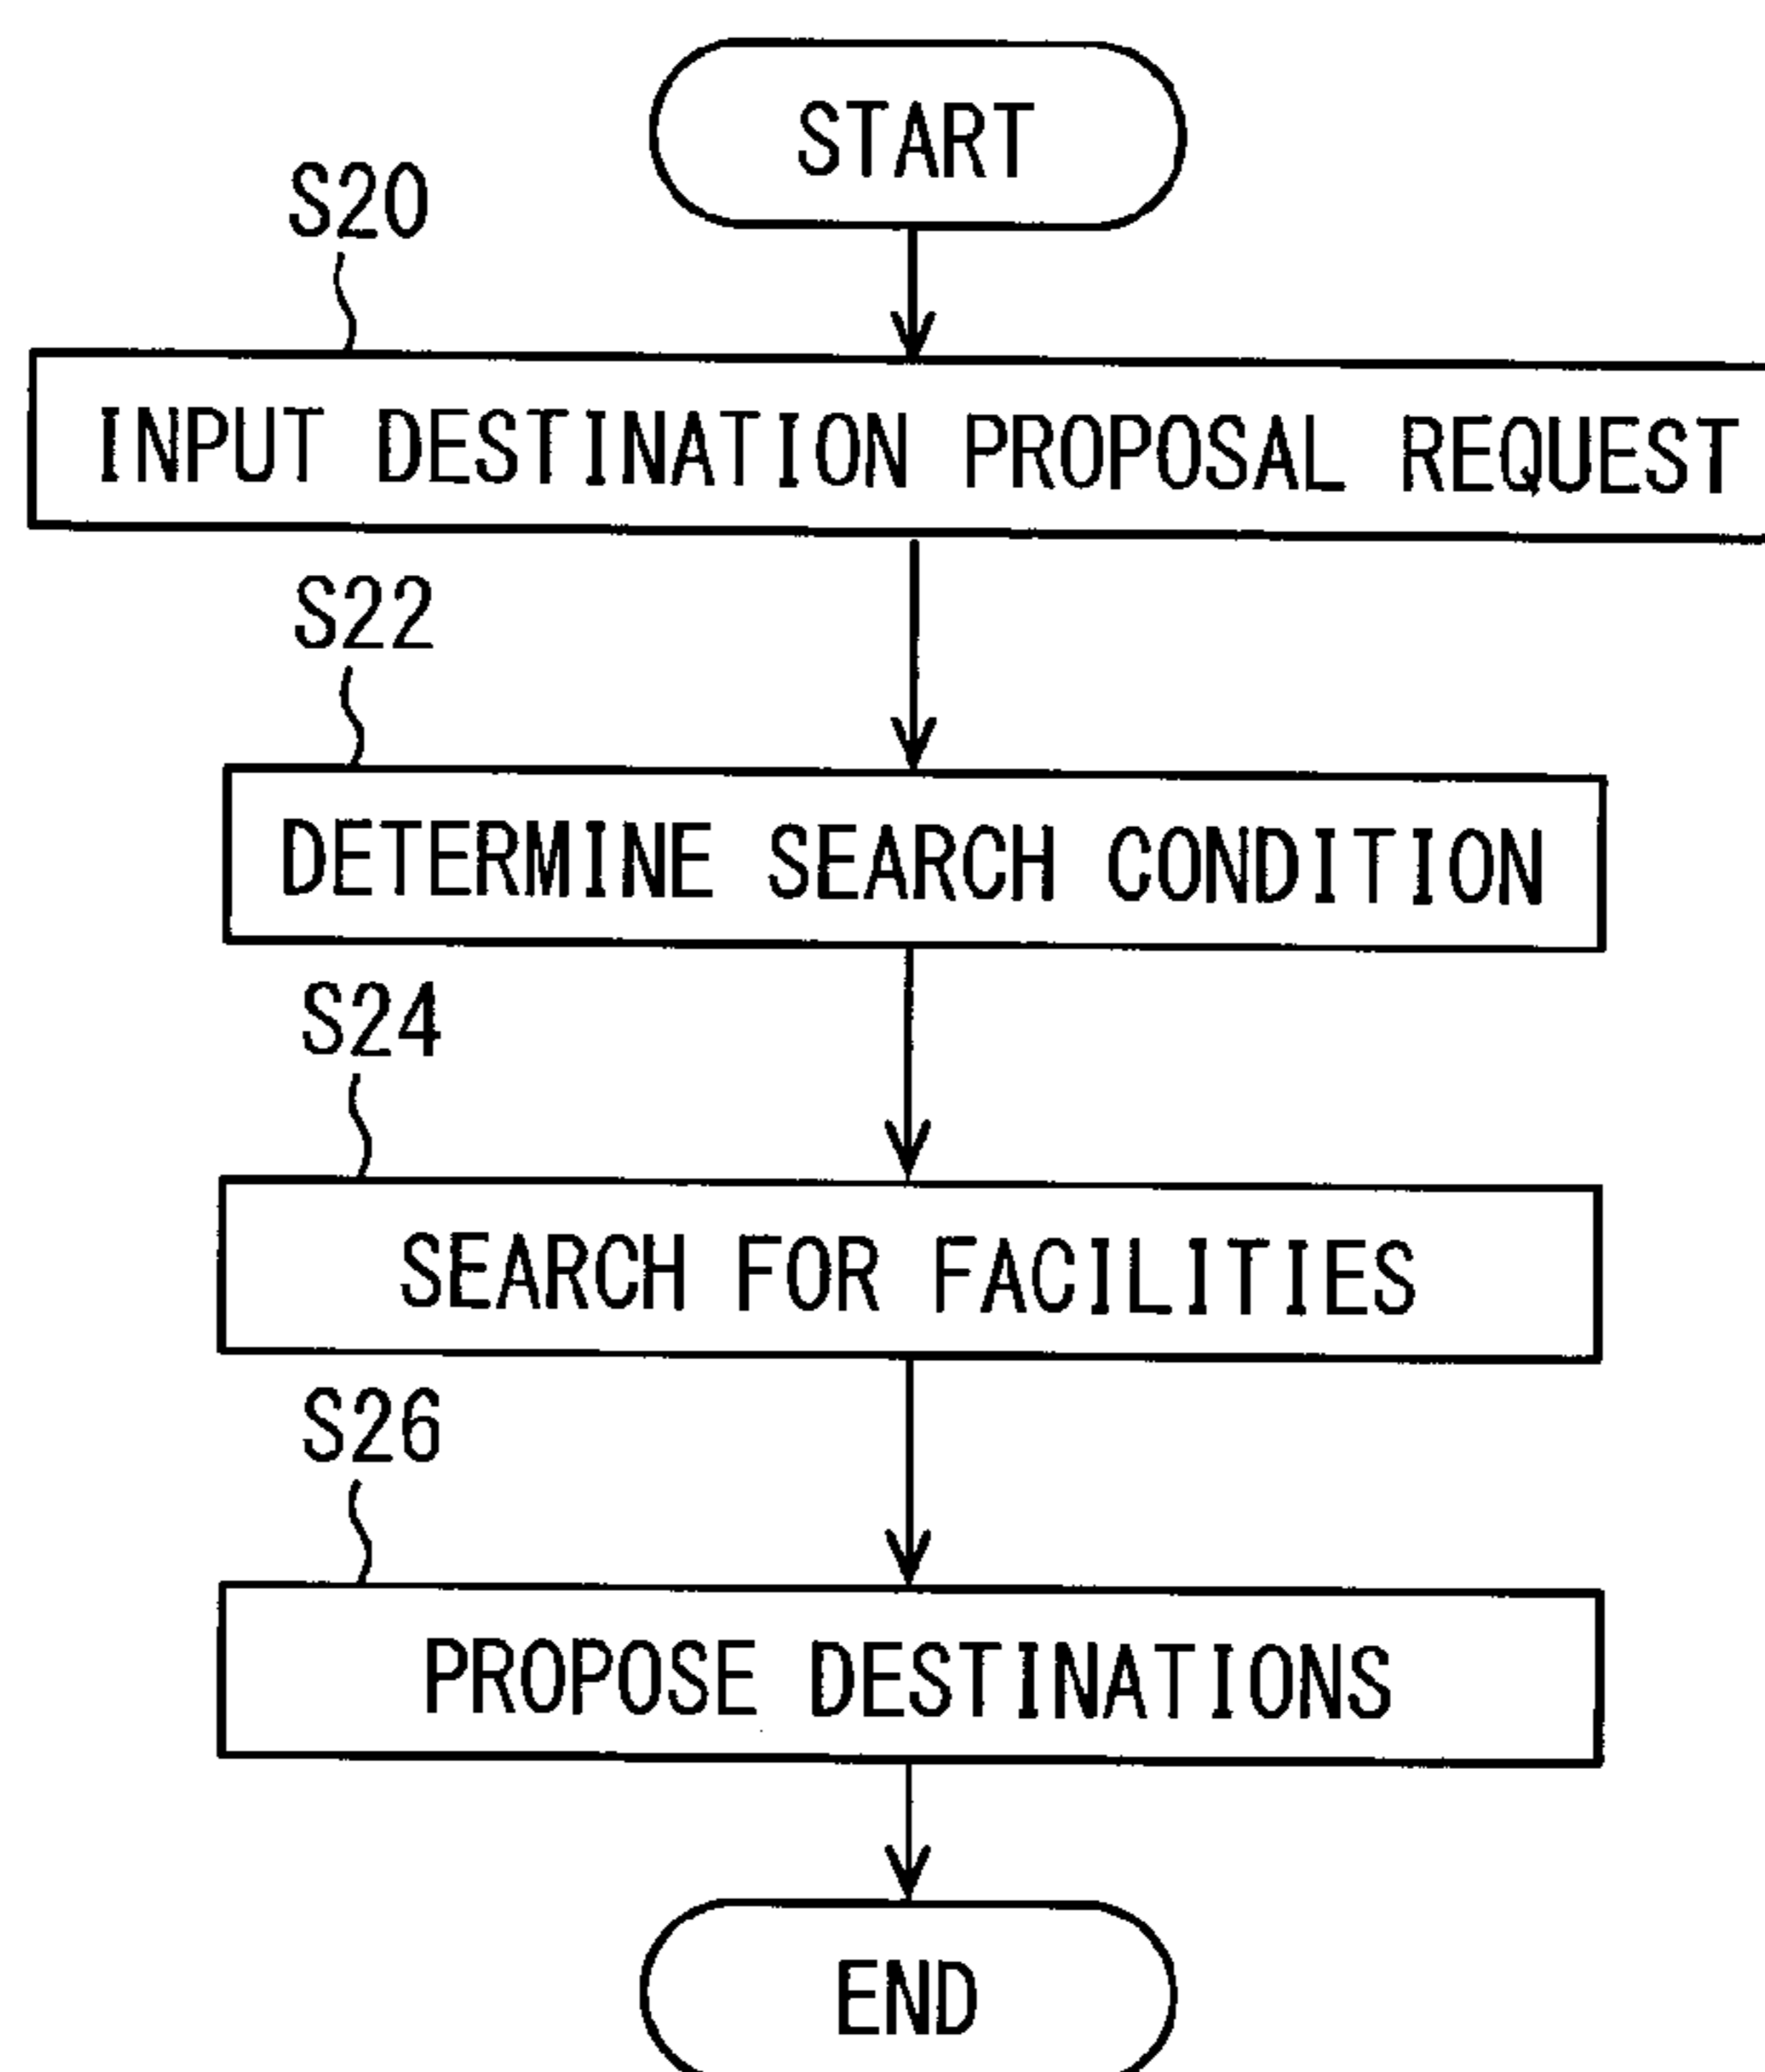 START
S20
INPUT DESTINATION PROPOSAL REQUEST
S22
DETERMINE SEARCH CONDITION
S24
SEARCH FOR FACILITIES
S26
PROPOSE DESTINATIONS
END